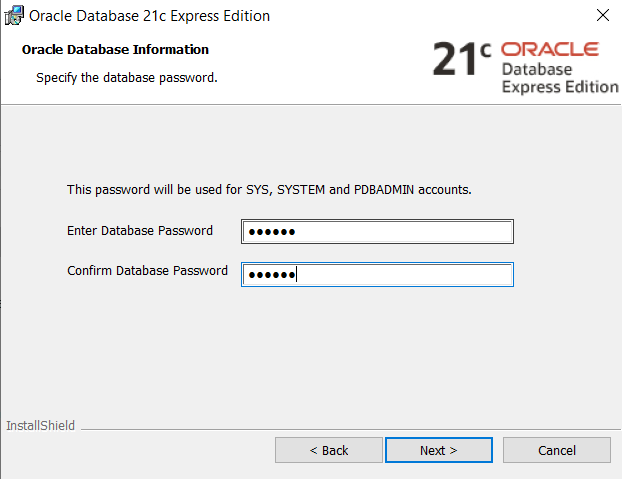 Oracle Database 21c Express Edition
Oracle Database Information
Specify the database password.
21c ORACLE
Database
Express Edition
This password will be used for SYS, SYSTEM and PDBADMIN accounts.
Enter Database Password ●●●●●●
Confirm Database Password ●●●●●●
InstallShield
< Back Next > Cancel